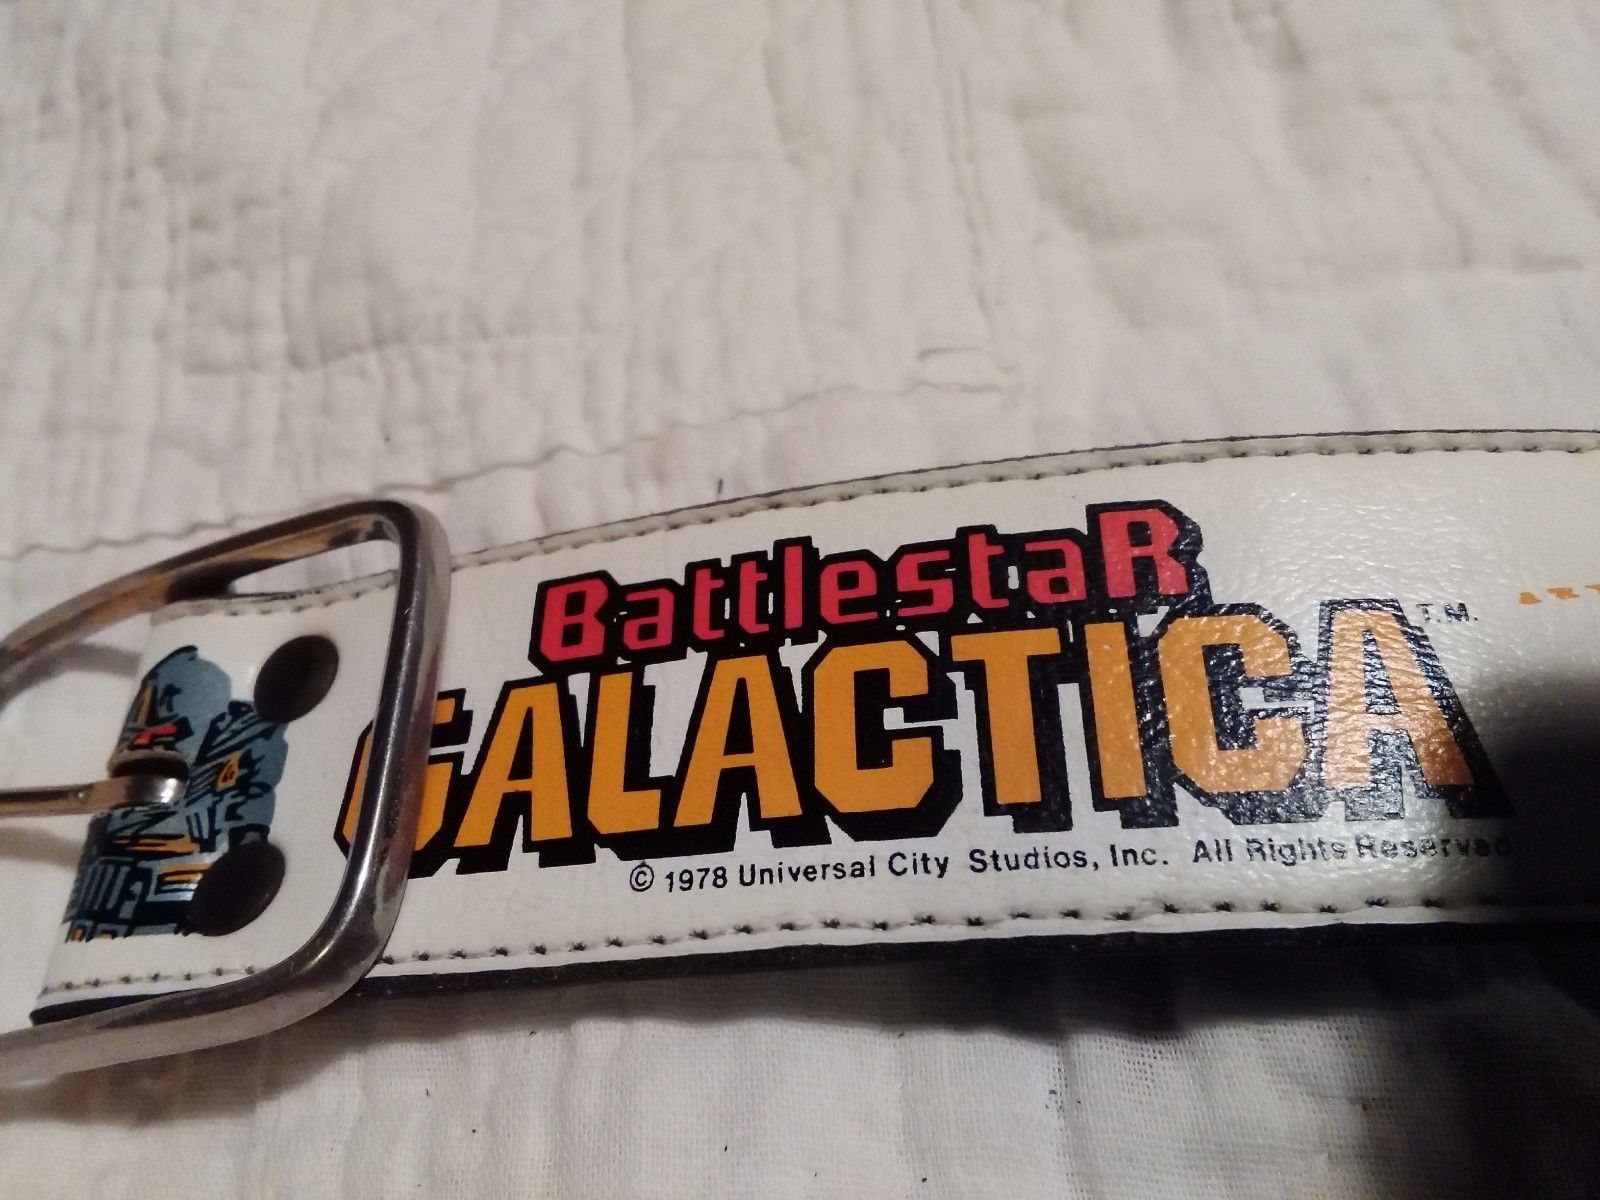 BattlestaR
GALACTICA T.M.
© 1978 Universal City Studios, Inc. All Rights Reserved